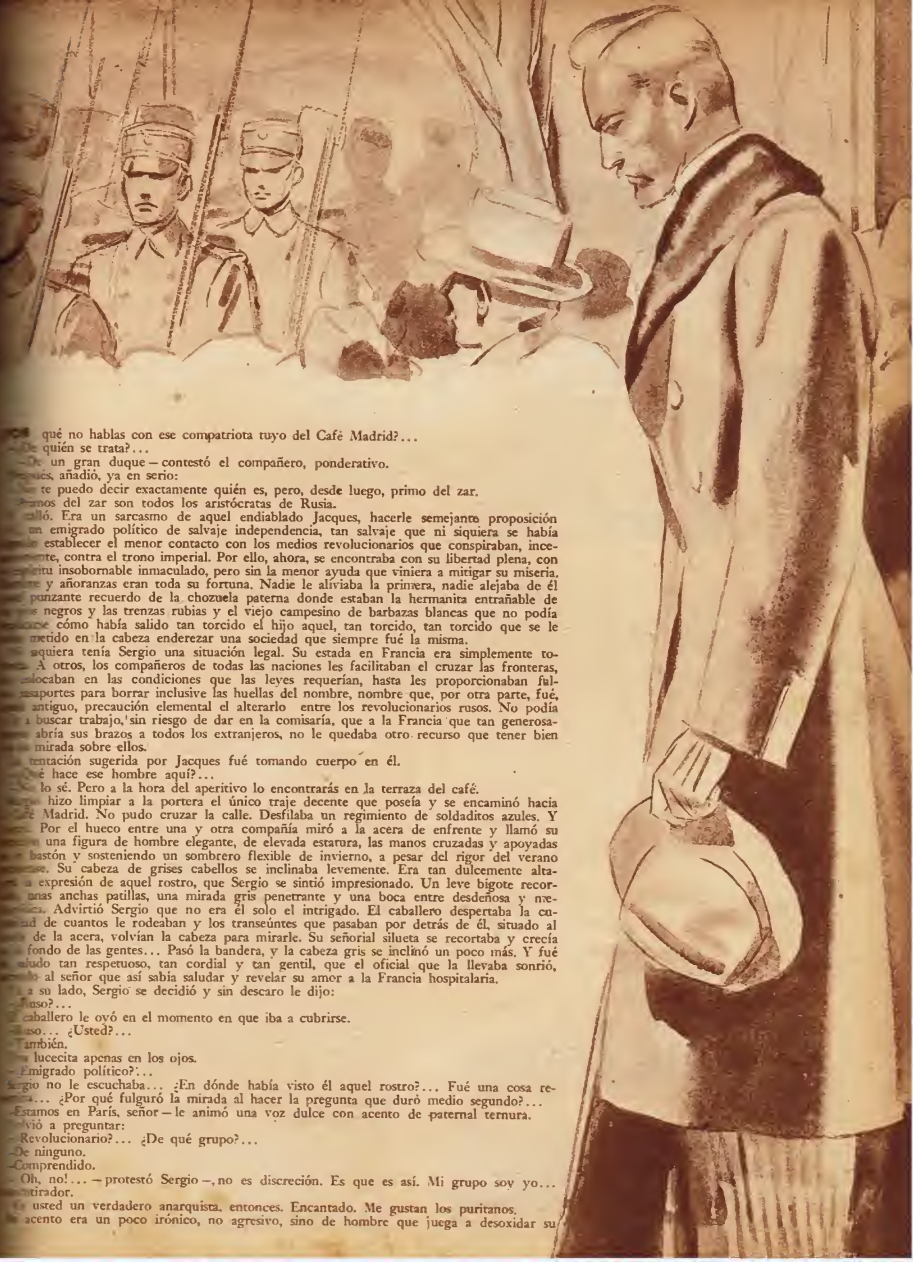 qué no hablas con ese compatriota tuyo del Café Madrid?...
quién se trata?...
un gran duque — contestó el compañero, ponderativo.
añadió, ya en serio:
te puedo decir exactamente quién es, pero, desde luego, primo del zar.
del zar son todos los aristócratas de Rusia.
Era un sarcasmo de aquel endiablado Jacques, hacerle semejante proposición
emigrado político de salvaje independencia, tan salvaje que ni siquiera se había
establecer el menor contacto con los medios revolucionarios que conspiraban, ince-
contra el trono imperial. Por ello, ahora, se encontraba con su libertad plena, con
insobornable inmaculado, pero sin la menor ayuda que viniera a mitigar su miseria.
y añoranzas eran toda su fortuna. Nadie le aliviaba la primera, nadie alejaba de él
punzante recuerdo de la chozuela paterna donde estaban la hermanita entrañable de
negros y las trenzas rubias y el viejo campesino de barbazas blancas que no podía
cómo había salido tan torcido el hijo aquel, tan torcido, tan torcido que se le
metido en la cabeza enderezar una sociedad que siempre fué la misma.
siquiera tenía Sergio una situación legal. Su estada en Francia era simplemente to-
A otros, los compañeros de todas las naciones les facilitaban el cruzar las fronteras,
colocaban en las condiciones que las leyes requerían, hasta les proporcionaban ful-
pasaportes para borrar inclusive las huellas del nombre, nombre que, por otra parte, fué,
antiguo, precaución elemental el alterarlo entre los revolucionarios rusos. No podía
a buscar trabajo, sin riesgo de dar en la comisaría, que a la Francia que tan generosa-
abría sus brazos a todos los extranjeros, no le quedaba otro recurso que tener bien
mirada sobre ellos.
tentación sugerida por Jacques fué tomando cuerpo en él.
hace ese hombre aquí?...
lo sé. Pero a la hora del aperitivo lo encontrarás en la terraza del café.
hizo limpiar a la portera el único traje decente que poseía y se encaminó hacia
Madrid. No pudo cruzar la calle. Desfilaba un regimiento de soldaditos azules. Y
Por el hueco entre una y otra compañía miró a la acera de enfrente y llamó su
una figura de hombre elegante, de elevada estatura, las manos cruzadas y apoyadas
bastón y sosteniendo un sombrero flexible de invierno, a pesar del rigor del verano
Su cabeza de grises cabellos se inclinaba levemente. Era tan dulcemente alta-
expresión de aquel rostro, que Sergio se sintió impresionado. Un leve bigote recor-
unas anchas patillas, una mirada gris penetrante y una boca entre desdeñosa y me-
Advirtió Sergio que no era él solo el intrigado. El caballero despertaba la cu-
de cuantos le rodeaban y los transeúntes que pasaban por detrás de él, situado al
de la acera, volvían la cabeza para mirarle. Su señorial silueta se recortaba y crecía
fondo de las gentes... Pasó la bandera, y la cabeza gris se inclinó un poco más. Y fué
tan respetuoso, tan cordial y tan gentil, que el oficial que la llevaba sonrió,
al señor que así sabía saludar y revelar su amor a la Francia hospitalaria.
a su lado, Sergio se decidió y sin descaro le dijo:
¿Ruso?...
caballero le oyó en el momento en que iba a cubrirse.
¿Usted?...
También.
lucecita apenas en los ojos.
Emigrado político?...
Sergio no le escuchaba... ¿En dónde había visto él aquel rostro?... Fué una cosa re-
¿Por qué fulguró la mirada al hacer la pregunta que duró medio segundo?...
—Estamos en París, señor — le animó una voz dulce con acento de paternal ternura.
a preguntar:
Revolucionario?... ¿De qué grupo?...
—De ninguno.
—Comprendido.
— Oh, no!... — protestó Sergio —, no es discreción. Es que es así. Mi grupo soy yo...
tirador.
usted un verdadero anarquista, entonces. Encantado. Me gustan los puritanos.
acento era un poco irónico, no agresivo, sino de hombre que juega a desoxidar su